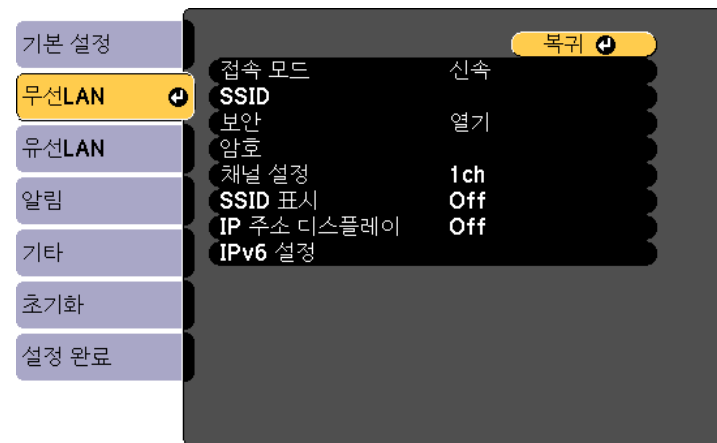 기본 설정
무선LAN
유선LAN
알림
기타
초기화
설정 완료
복귀
접속 모드 신속
SSID
보안 열기
암호
채널 설정 1ch
SSID 표시 Off
IP 주소 디스플레이 Off
IPv6 설정